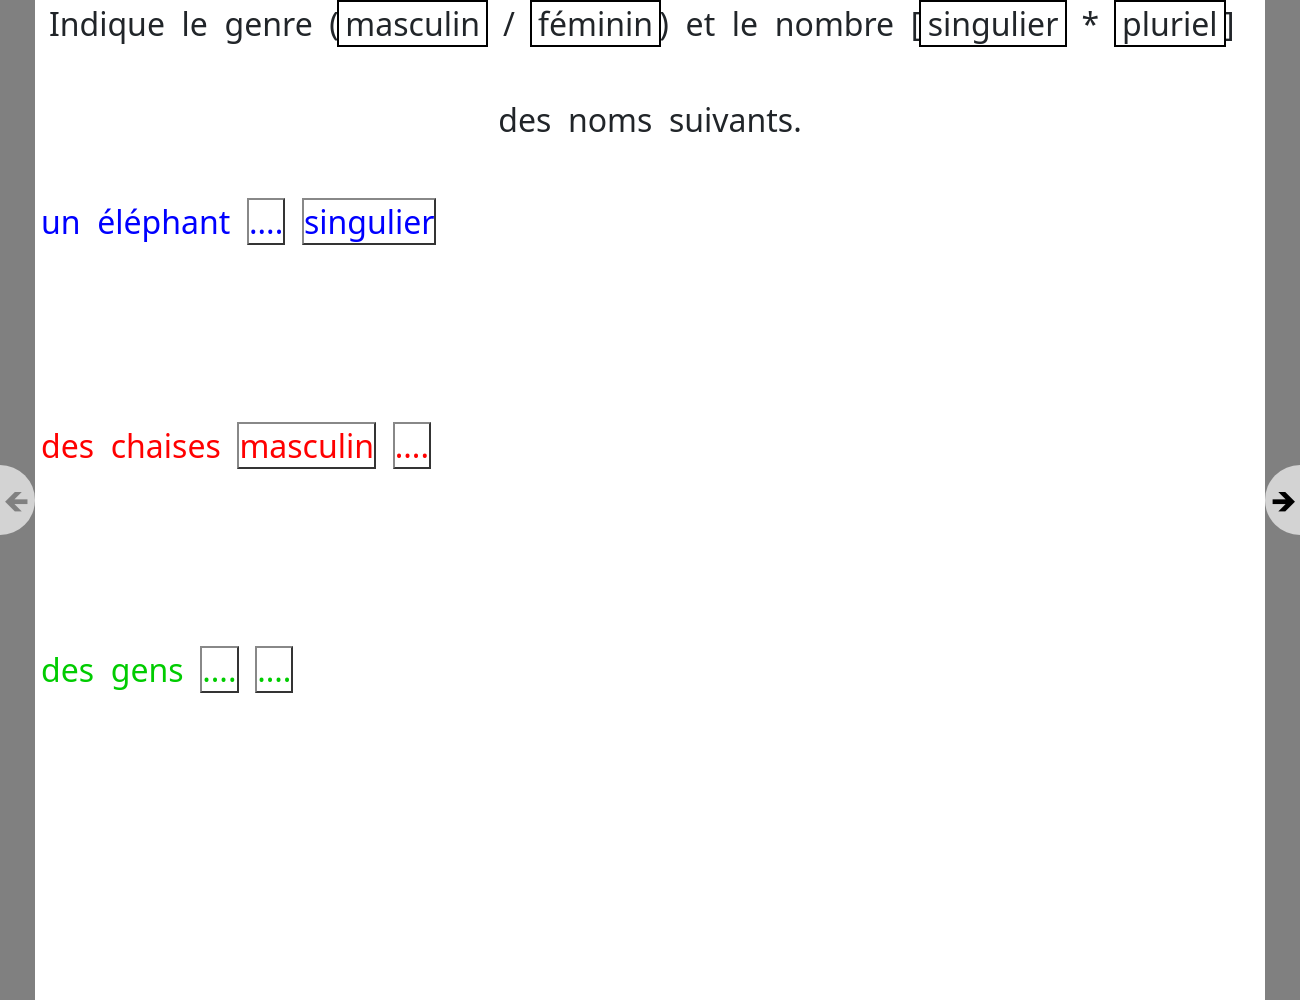 Indique le genre (masculin / féminin) et le nombre [singulier * pluriel]
des noms suivants.
un éléphant .... singulier
des chaises masculin ....
des gens .... ....